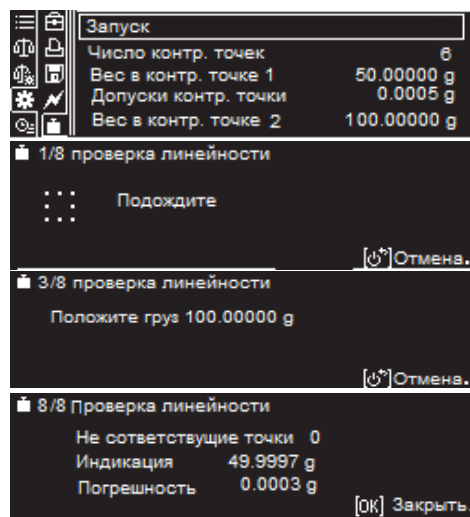 Запуск
Число контр. точек 6
Вес в контр. точке 1 50.00000 g
Допуски контр. точки 0.0005 g
Вес в контр. точке 2 100.00000 g
1/8 проверка линейности
Подождите
[⏻]Отмена.
3/8 проверка линейности
Положите груз 100.00000 g
[⏻]Отмена.
8/8 Проверка линейности
Не сответствущие точки 0
Индикация 49.9997 g
Погрешность 0.0003 g
[OK] Закрыть